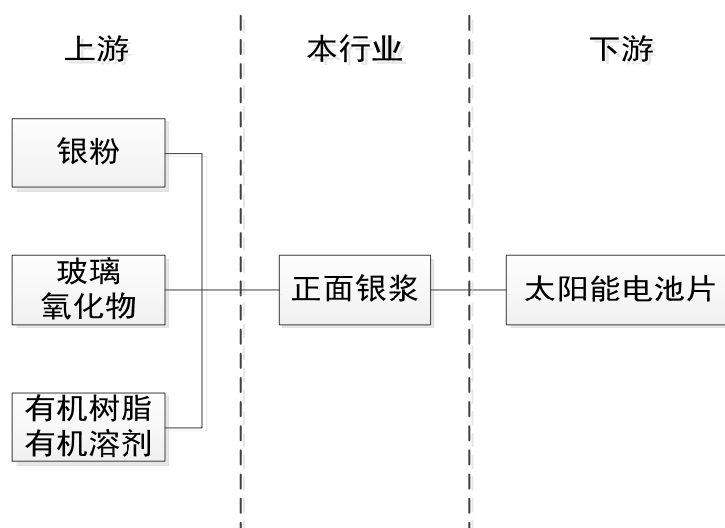 上游
本行业
下游
银粉
玻璃
氧化物
正面银浆
太阳能电池片
有机树脂
有机溶剂